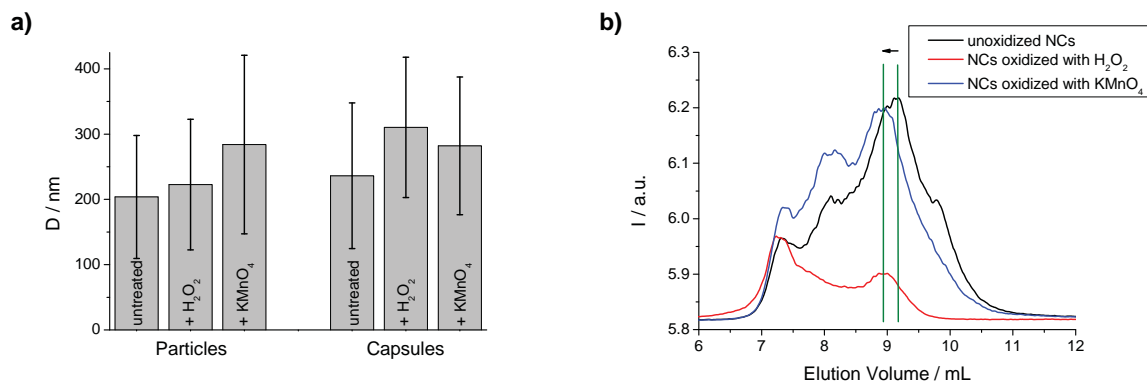 a)
D / nm
400
300
200
100
0
untreated
+ H₂O₂
+ KMnO₄
untreated
+ H₂O₂
+ KMnO₄
Particles
Capsules
b)
unoxidized NCs
NCs oxidized with H₂O₂
NCs oxidized with KMnO₄
I / a.u.
6.3
6.2
6.1
6.0
5.9
5.8
6 7 8 9 10 11 12
Elution Volume / mL